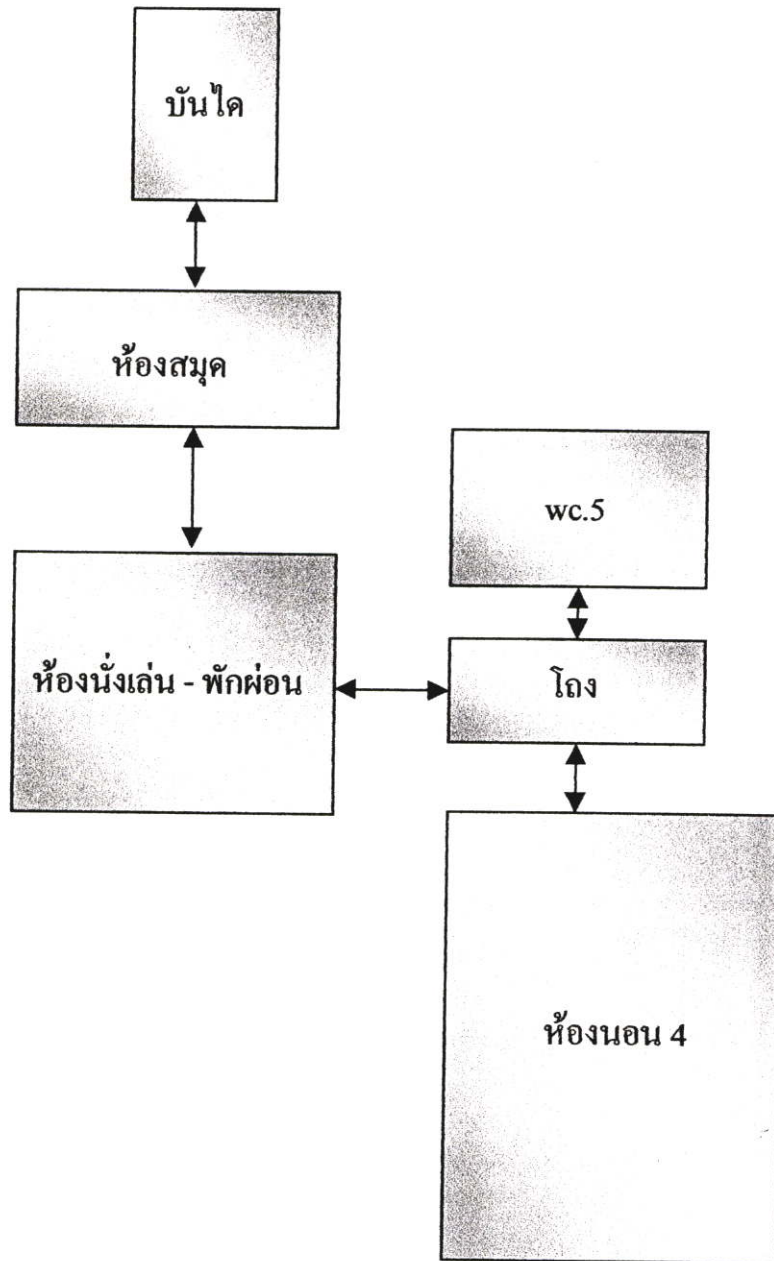 บันได
ห้องสมุด
wc.5
ห้องนั่งเล่น - พักผ่อน
โถง
ห้องนอน 4